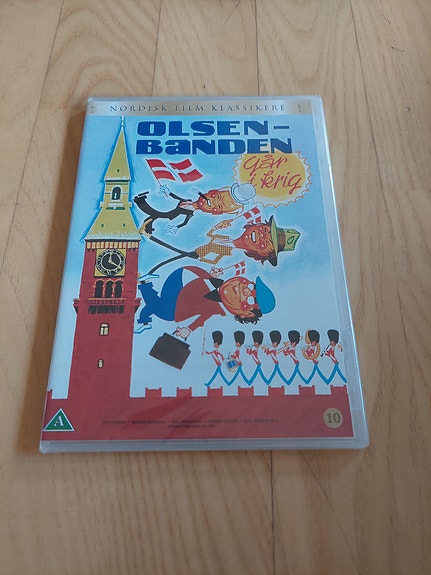 NORDISK FILM KLASSIKERE
OLSEN-
BANDEN
går
i krig
A
10